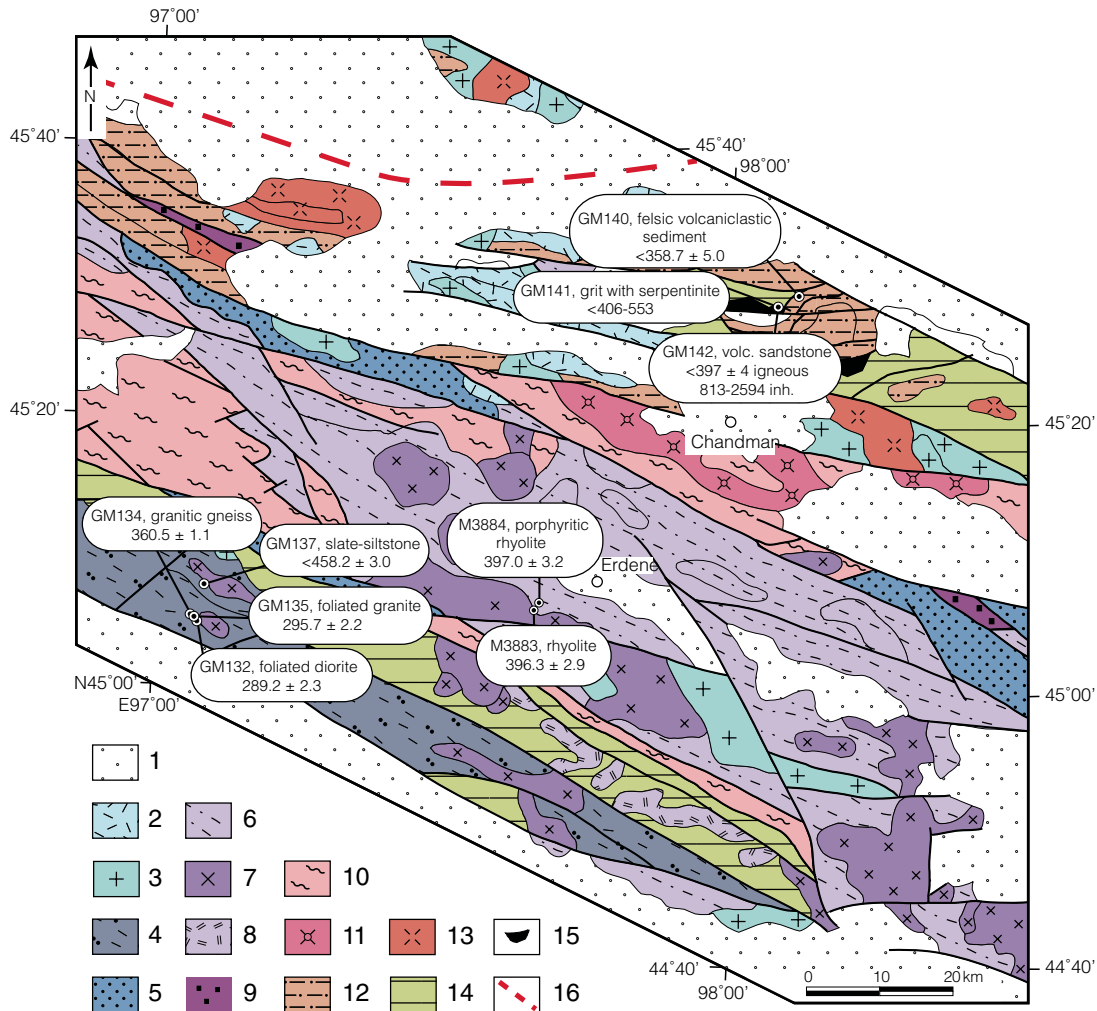 97°00'
N
45°40'
45°40'
98°00'
GM140, felsic volcaniclastic
sediment
<358.7 ± 5.0
GM141, grit with serpentinite
<406-553
GM142, volc. sandstone
<397 ± 4 igneous
813-2594 inh.
45°20'
45°20'
Chandman
GM134, granitic gneiss
360.5 ± 1.1
GM137, slate-siltstone
<458.2 ± 3.0
M3884, porphyritic
rhyolite
397.0 ± 3.2
Erdene
GM135, foliated granite
295.7 ± 2.2
M3883, rhyolite
396.3 ± 2.9
GM132, foliated diorite
289.2 ± 2.3
N45°00'
E97°00'
45°00'
1
2
6
3
7
10
4
8
11
13
15
5
9
12
14
16
44°40'
98°00'
0 10 20 km
44°40'